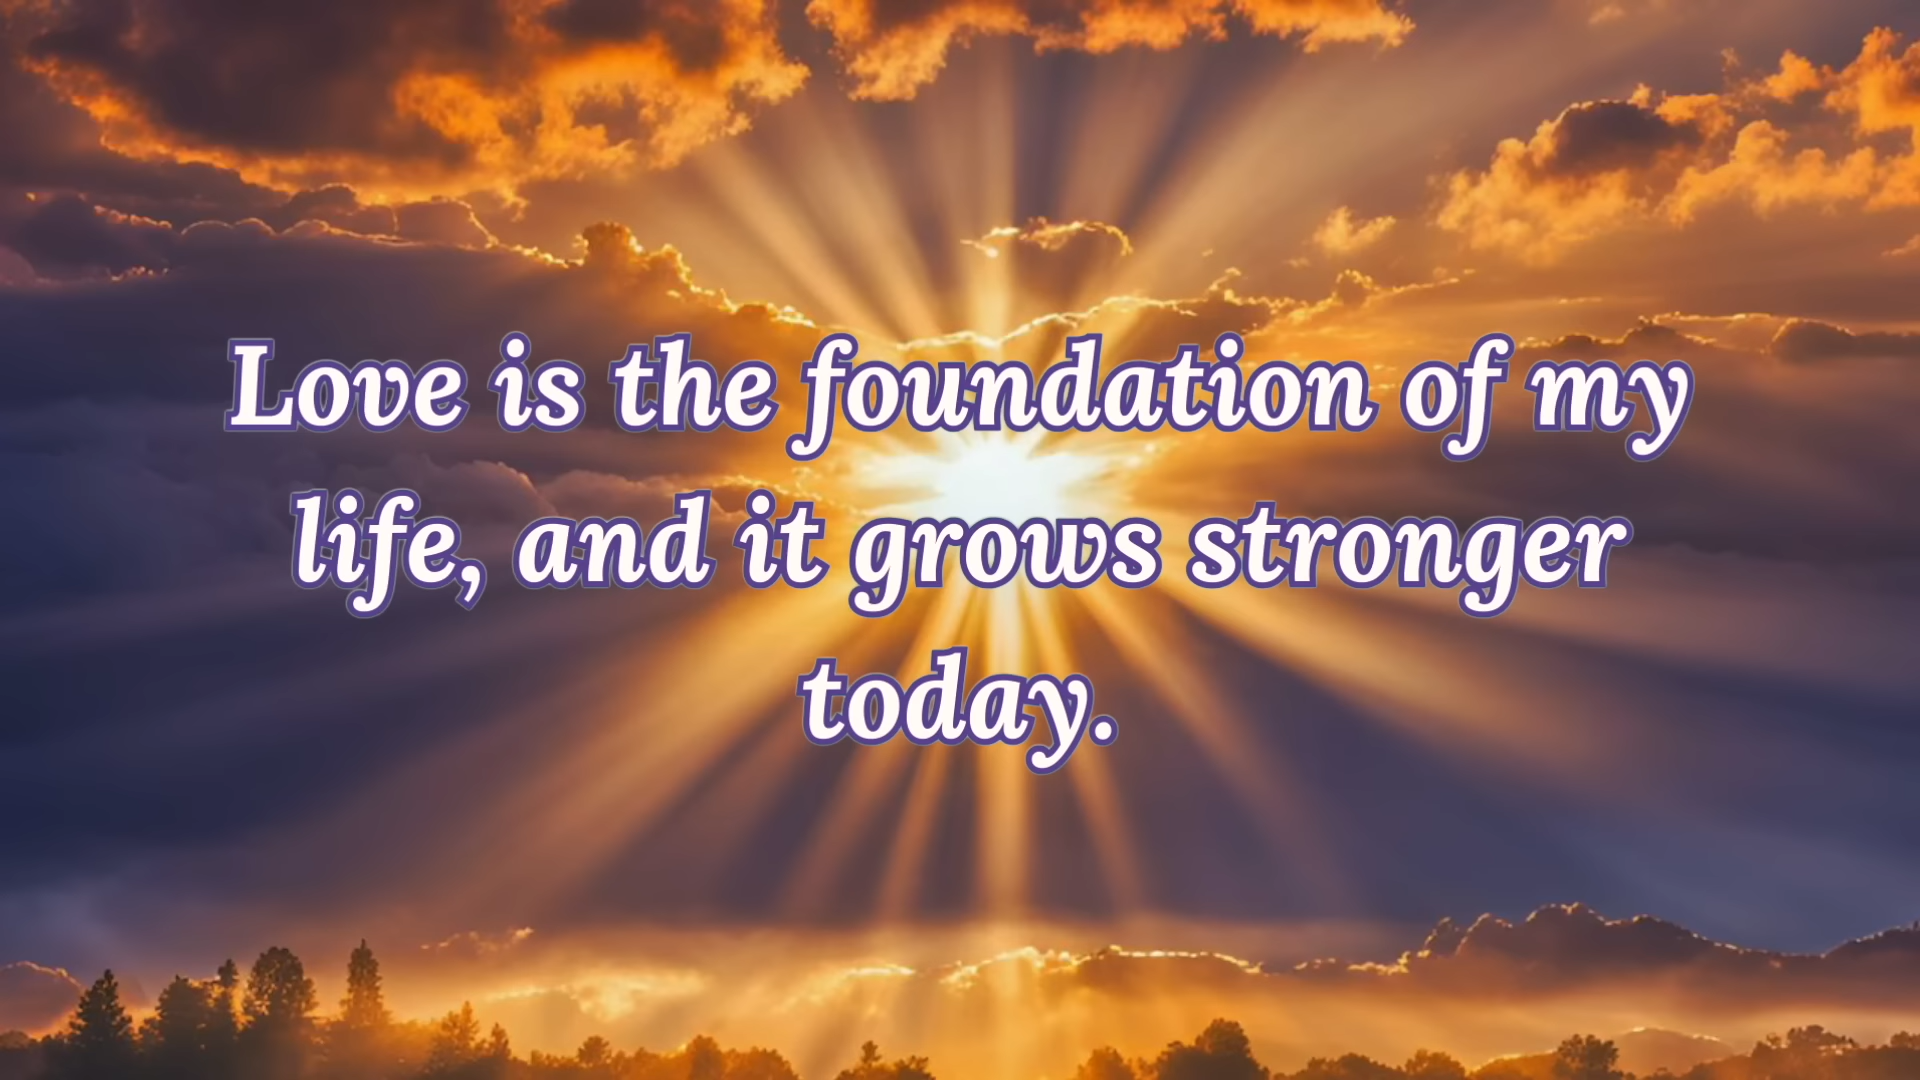 Love is the foundation of my
life, and it grows stronger
today.